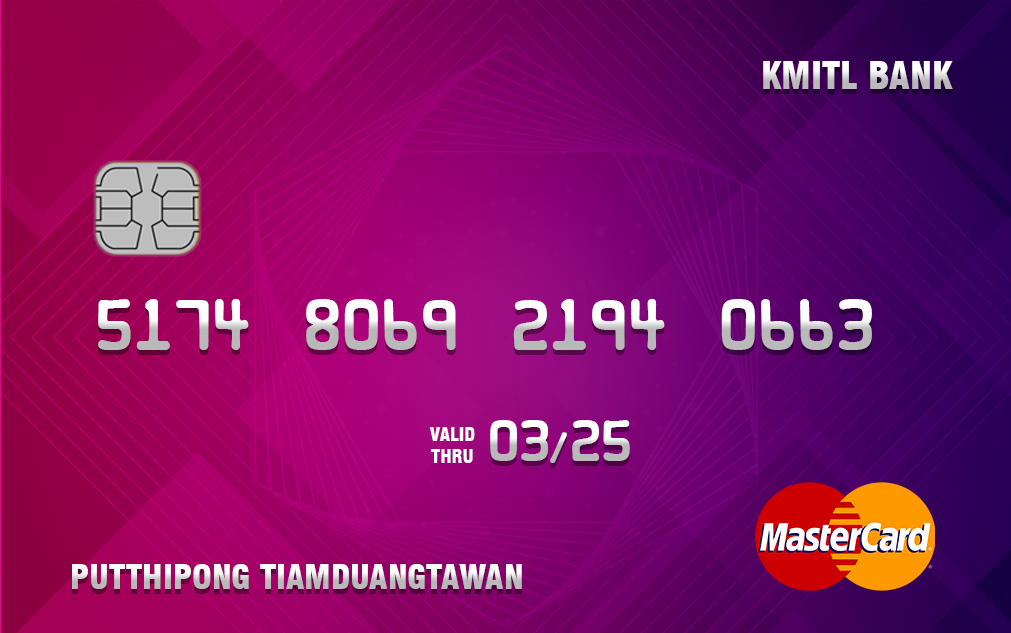 KMITL BANK
5174 8069 2194 0663
VALID THRU 03/25
MasterCard
PUTTHIPONG TIAMDUANGTAWAN